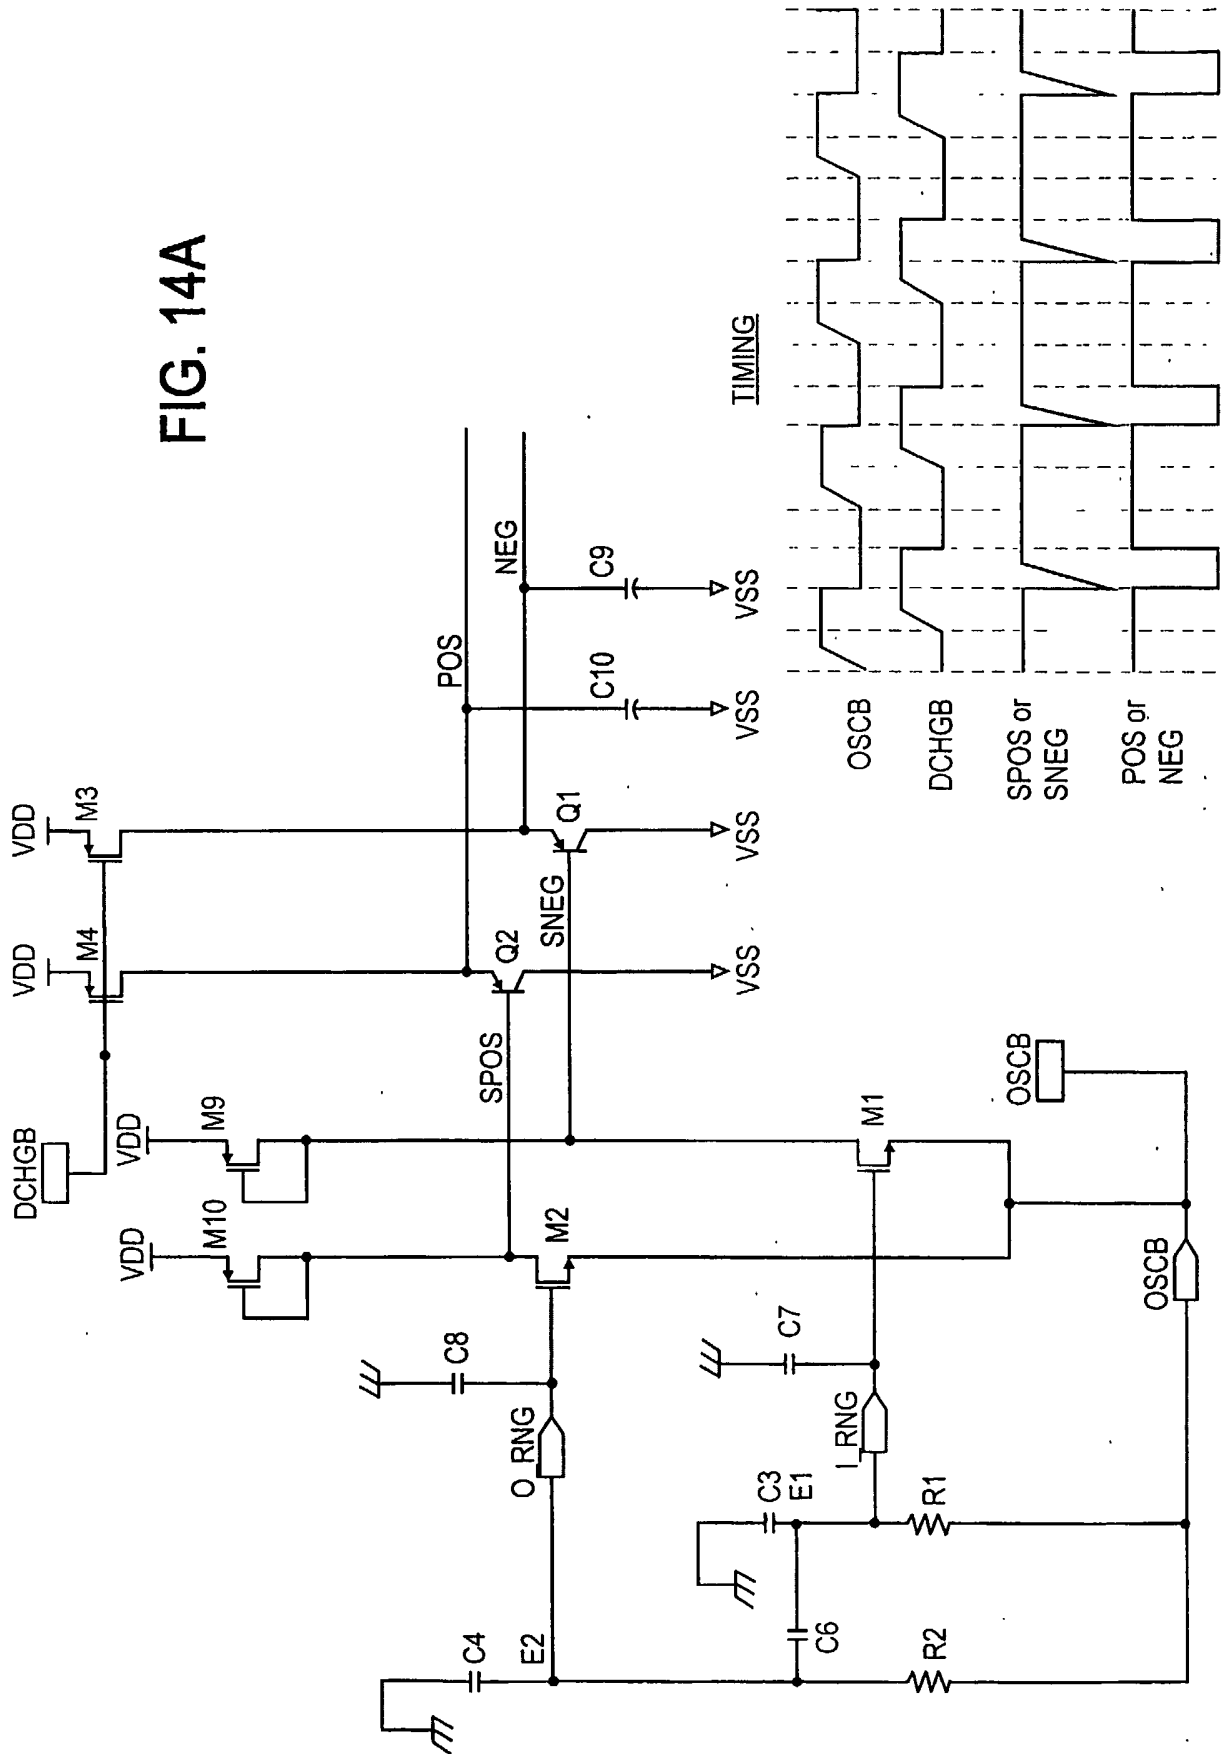 FIG. 14A
DCHGB
VDD
M10
VDD
M9
VDD
M4
VDD
M3
SPOS
Q2
SNEG
Q1
POS
NEG
C10
C9
VSS
VSS
VSS
VSS
O_RNG
C8
M2
C4
E2
C6
C3
E1
I_RNG
C7
M1
R2
R1
OSCB
OSCB
TIMING
OSCB
DCHGB
SPOS or
SNEG
POS or
NEG